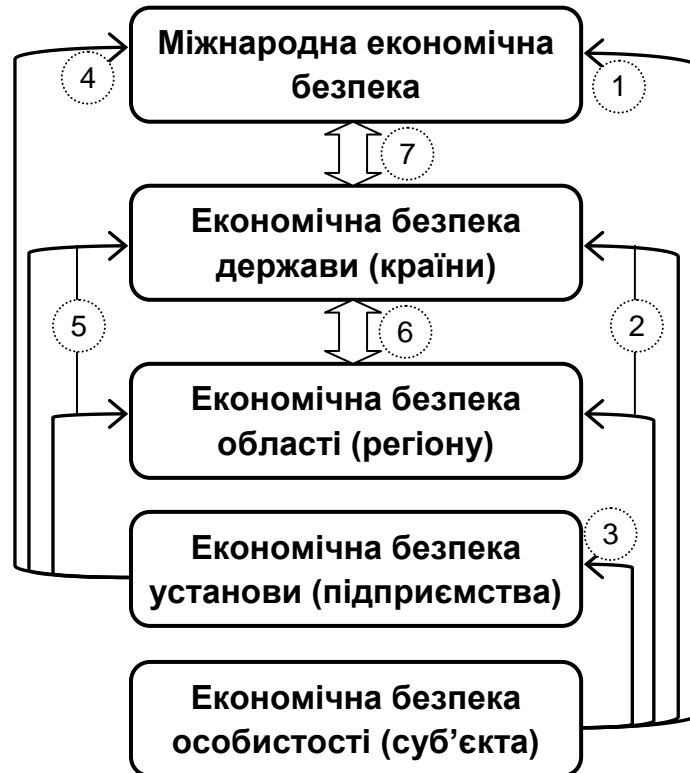 Міжнародна економічна
безпека
4
1
7
Економічна безпека
держави (країни)
5
6
2
Економічна безпека
області (регіону)
3
Економічна безпека
установи (підприємства)
Економічна безпека
особистості (суб’єкта)